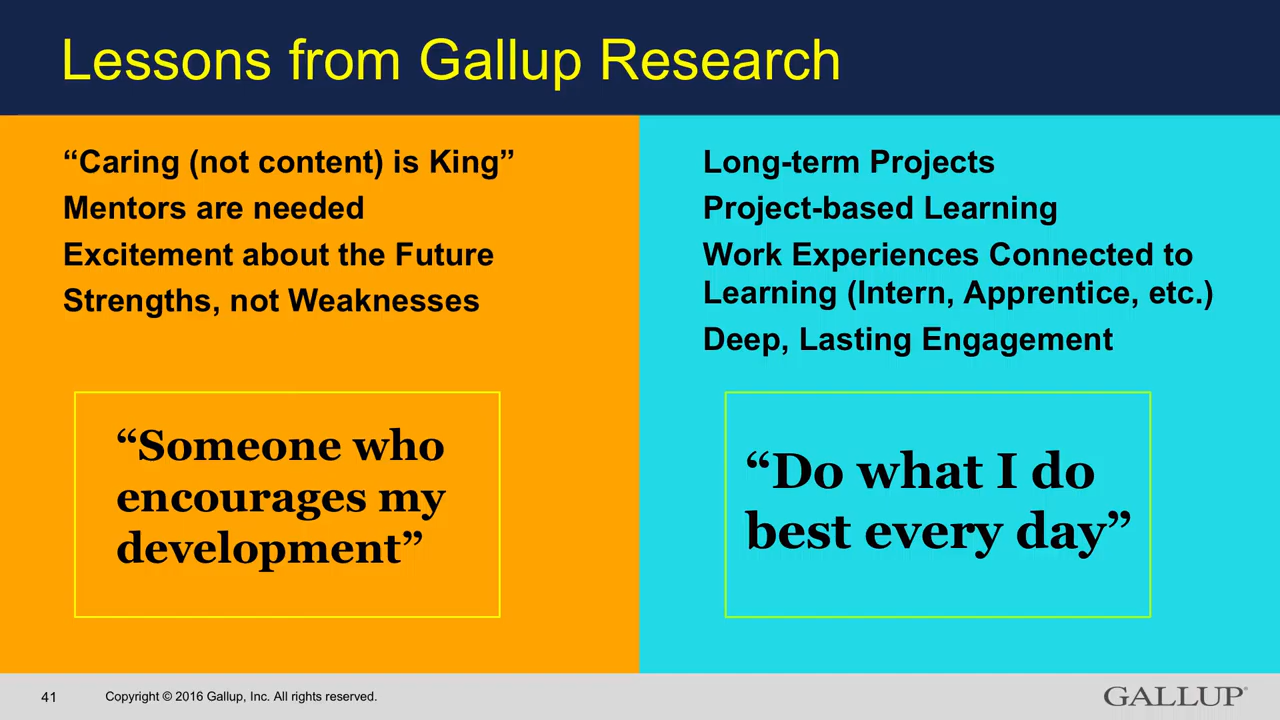 Lessons from Gallup Research
“Caring (not content) is King”
Mentors are needed
Excitement about the Future
Strengths, not Weaknesses
“Someone who
encourages my
development”
Long-term Projects
Project-based Learning
Work Experiences Connected to
Learning (Intern, Apprentice, etc.)
Deep, Lasting Engagement
“Do what I do
best every day”
41
Copyright © 2016 Gallup, Inc. All rights reserved.
GALLUP®